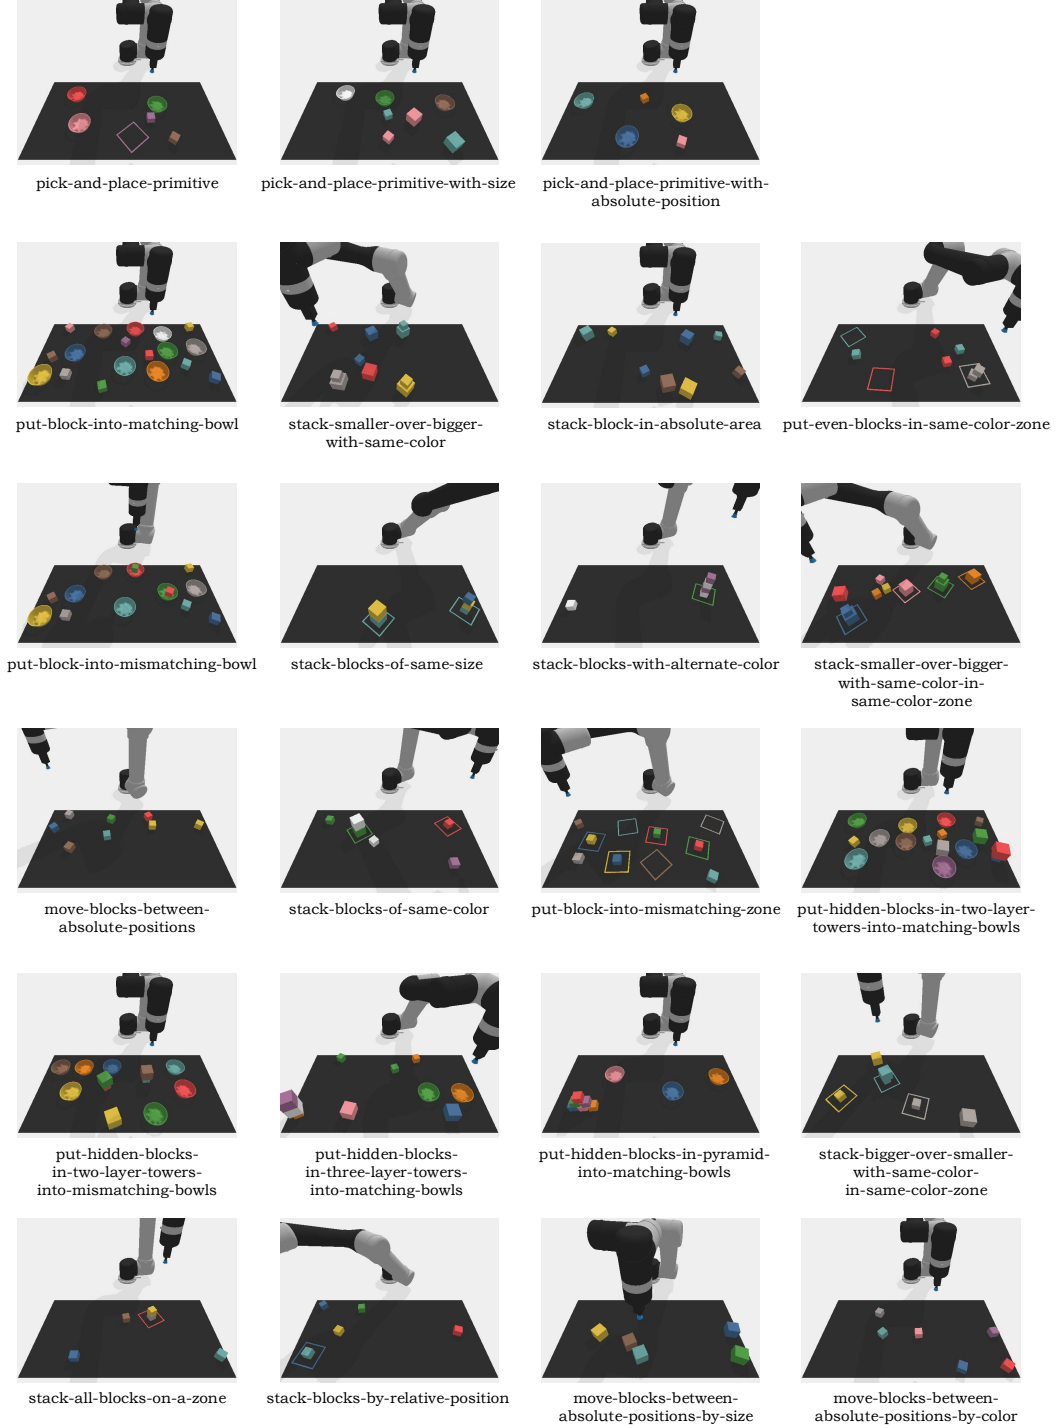 pick-and-place-primitive
pick-and-place-primitive-with-size
pick-and-place-primitive-with-
absolute-position
put-block-into-matching-bowl
stack-smaller-over-bigger-
with-same-color
stack-block-in-absolute-area
put-even-blocks-in-same-color-zone
put-block-into-mismatching-bowl
stack-blocks-of-same-size
stack-blocks-with-alternate-color
stack-smaller-over-bigger-
with-same-color-in-
same-color-zone
move-blocks-between-
absolute-positions
stack-blocks-of-same-color
put-block-into-mismatching-zone
put-hidden-blocks-in-two-layer-
towers-into-matching-bowls
put-hidden-blocks-
in-two-layer-towers-
into-mismatching-bowls
put-hidden-blocks-
in-three-layer-towers-
into-matching-bowls
put-hidden-blocks-in-pyramid-
into-matching-bowls
stack-bigger-over-smaller-
with-same-color-
in-same-color-zone
stack-all-blocks-on-a-zone
stack-blocks-by-relative-position
move-blocks-between-
absolute-positions-by-size
move-blocks-between-
absolute-positions-by-color